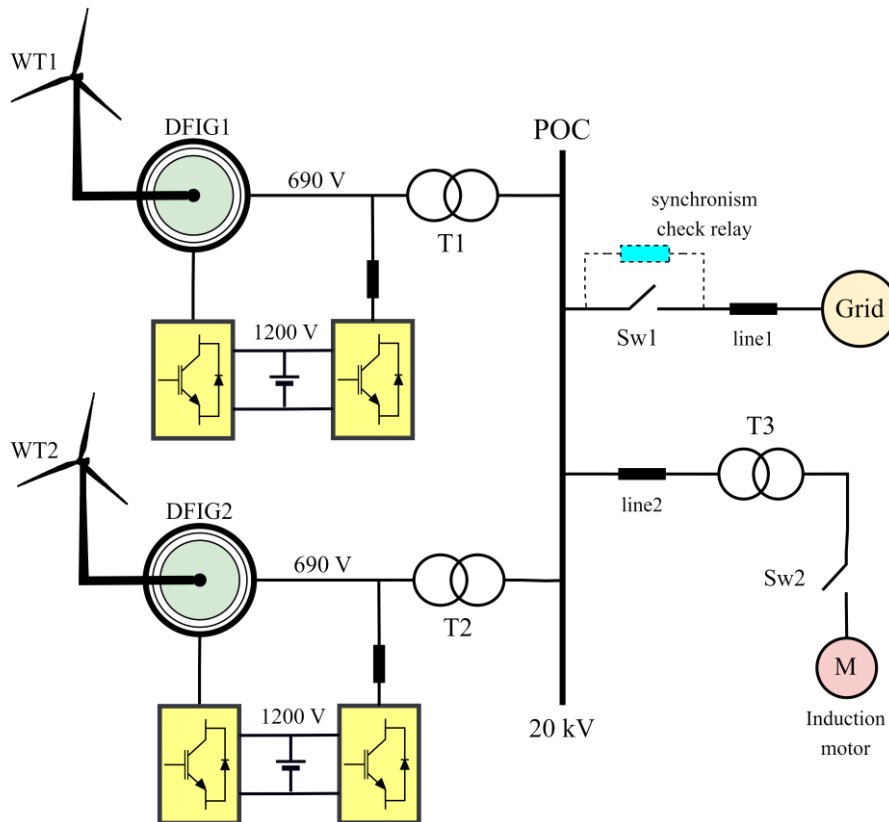 WT1
DFIG1
690 V
T1
POC
synchronism
check relay
1200 V
Sw1
line1
Grid
WT2
DFIG2
690 V
T2
line2
T3
Sw2
1200 V
20 kV
M
Induction
motor